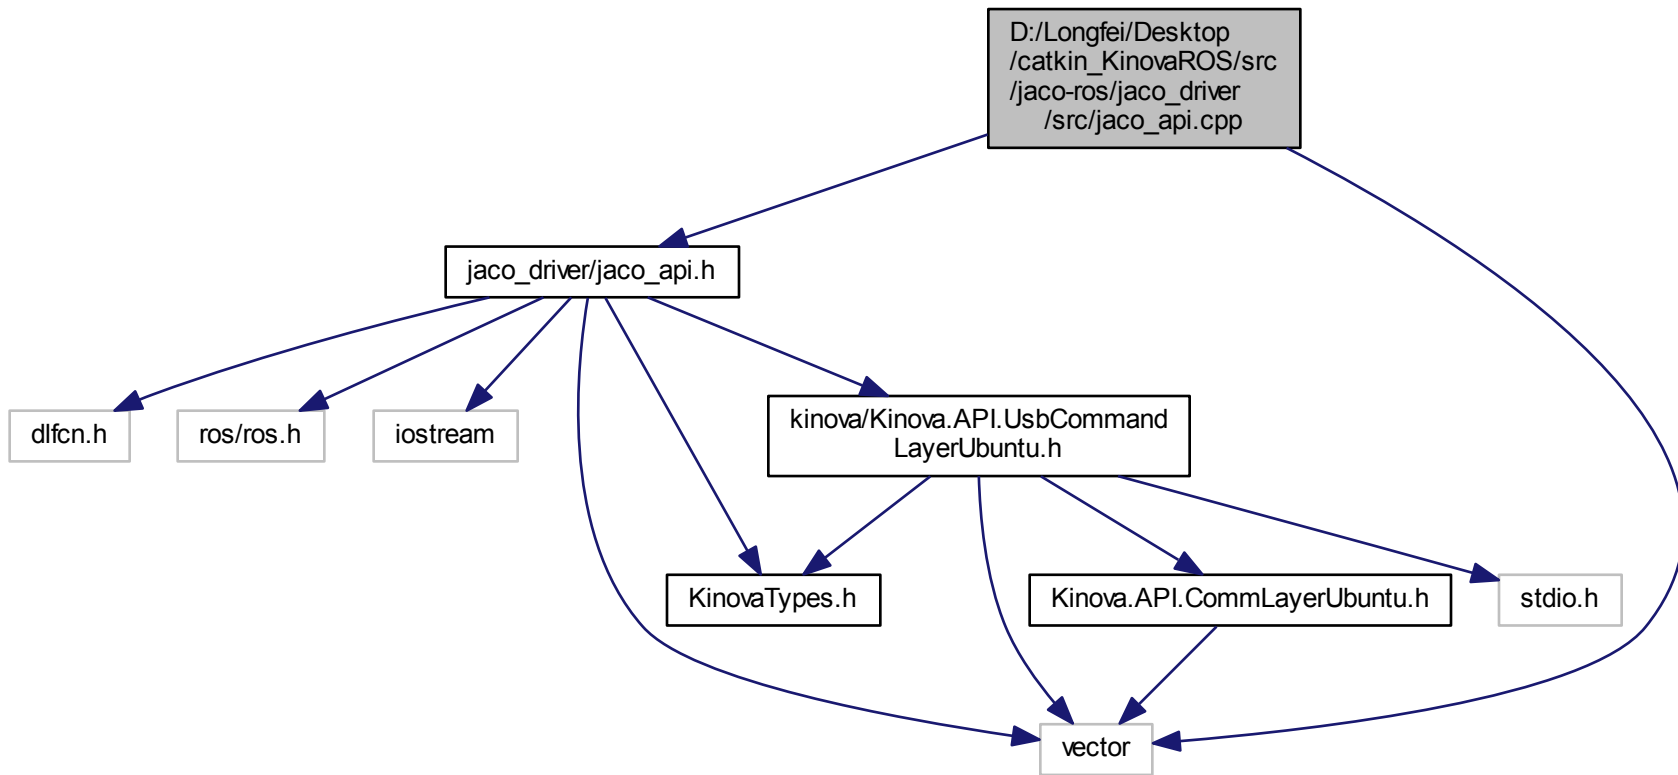 D:/Longfei/Desktop
/catkin_KinovaROS/src
/jaco-ros/jaco_driver
/src/jaco_api.cpp
jaco_driver/jaco_api.h
dlfcn.h
ros/ros.h
iostream
kinova/Kinova.API.UsbCommand
LayerUbuntu.h
KinovaTypes.h
Kinova.API.CommLayerUbuntu.h
stdio.h
vector